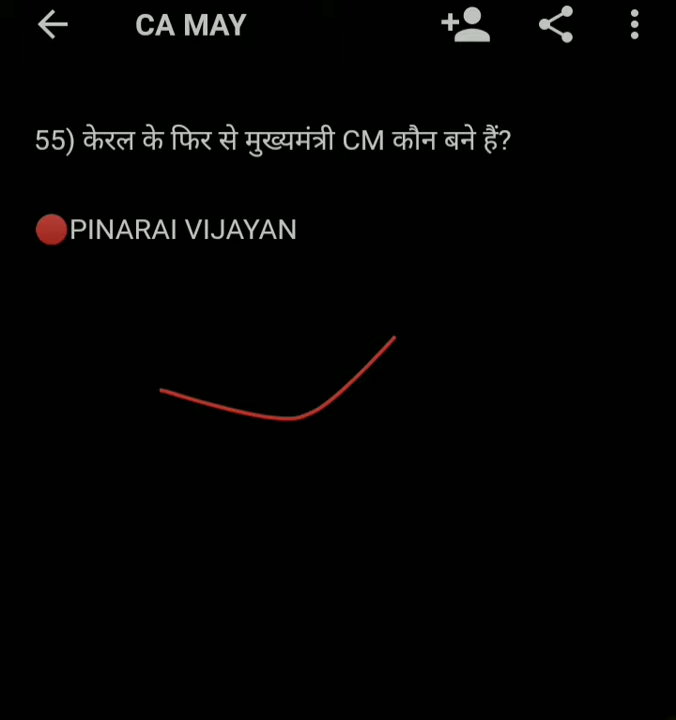 CA MAY
55) केरल के फिर से मुख्यमंत्री CM कौन बने हैं?
PINARAI VIJAYAN